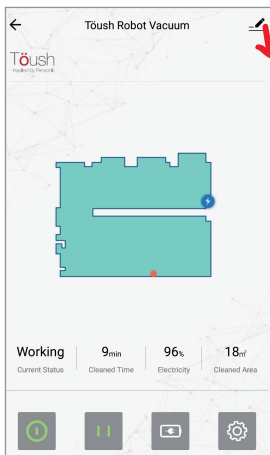 Töush Robot Vacuum
Töush
Inspired by Personal
Working 9min 96% 18㎡
Current Status Cleaned Time Electricity Cleaned Area